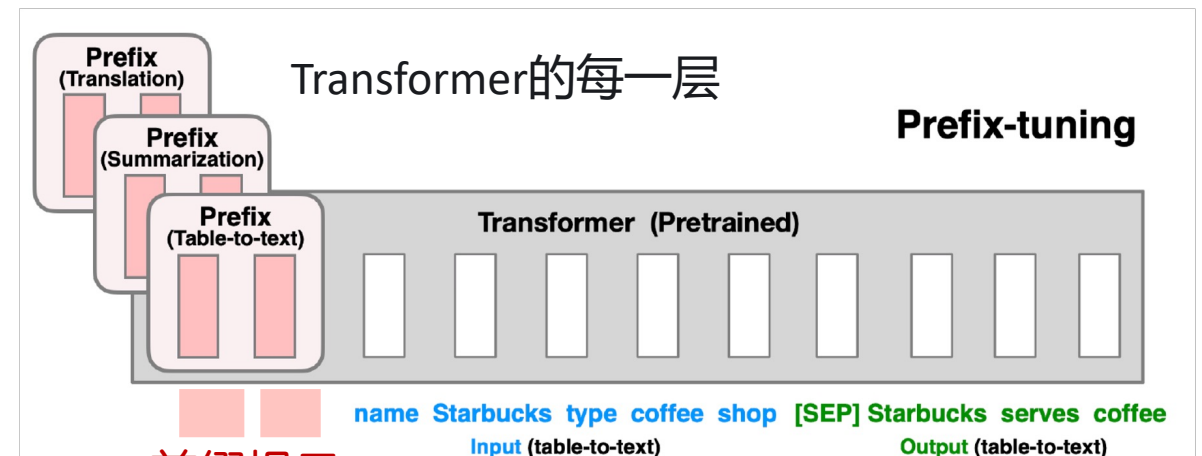 Prefix
(Translation)
Transformer的每一层
Prefix-tuning
Prefix
(Summarization)
Prefix
(Table-to-text)
Transformer (Pretrained)
name Starbucks type coffee shop [SEP] Starbucks serves coffee
Input (table-to-text)
Output (table-to-text)